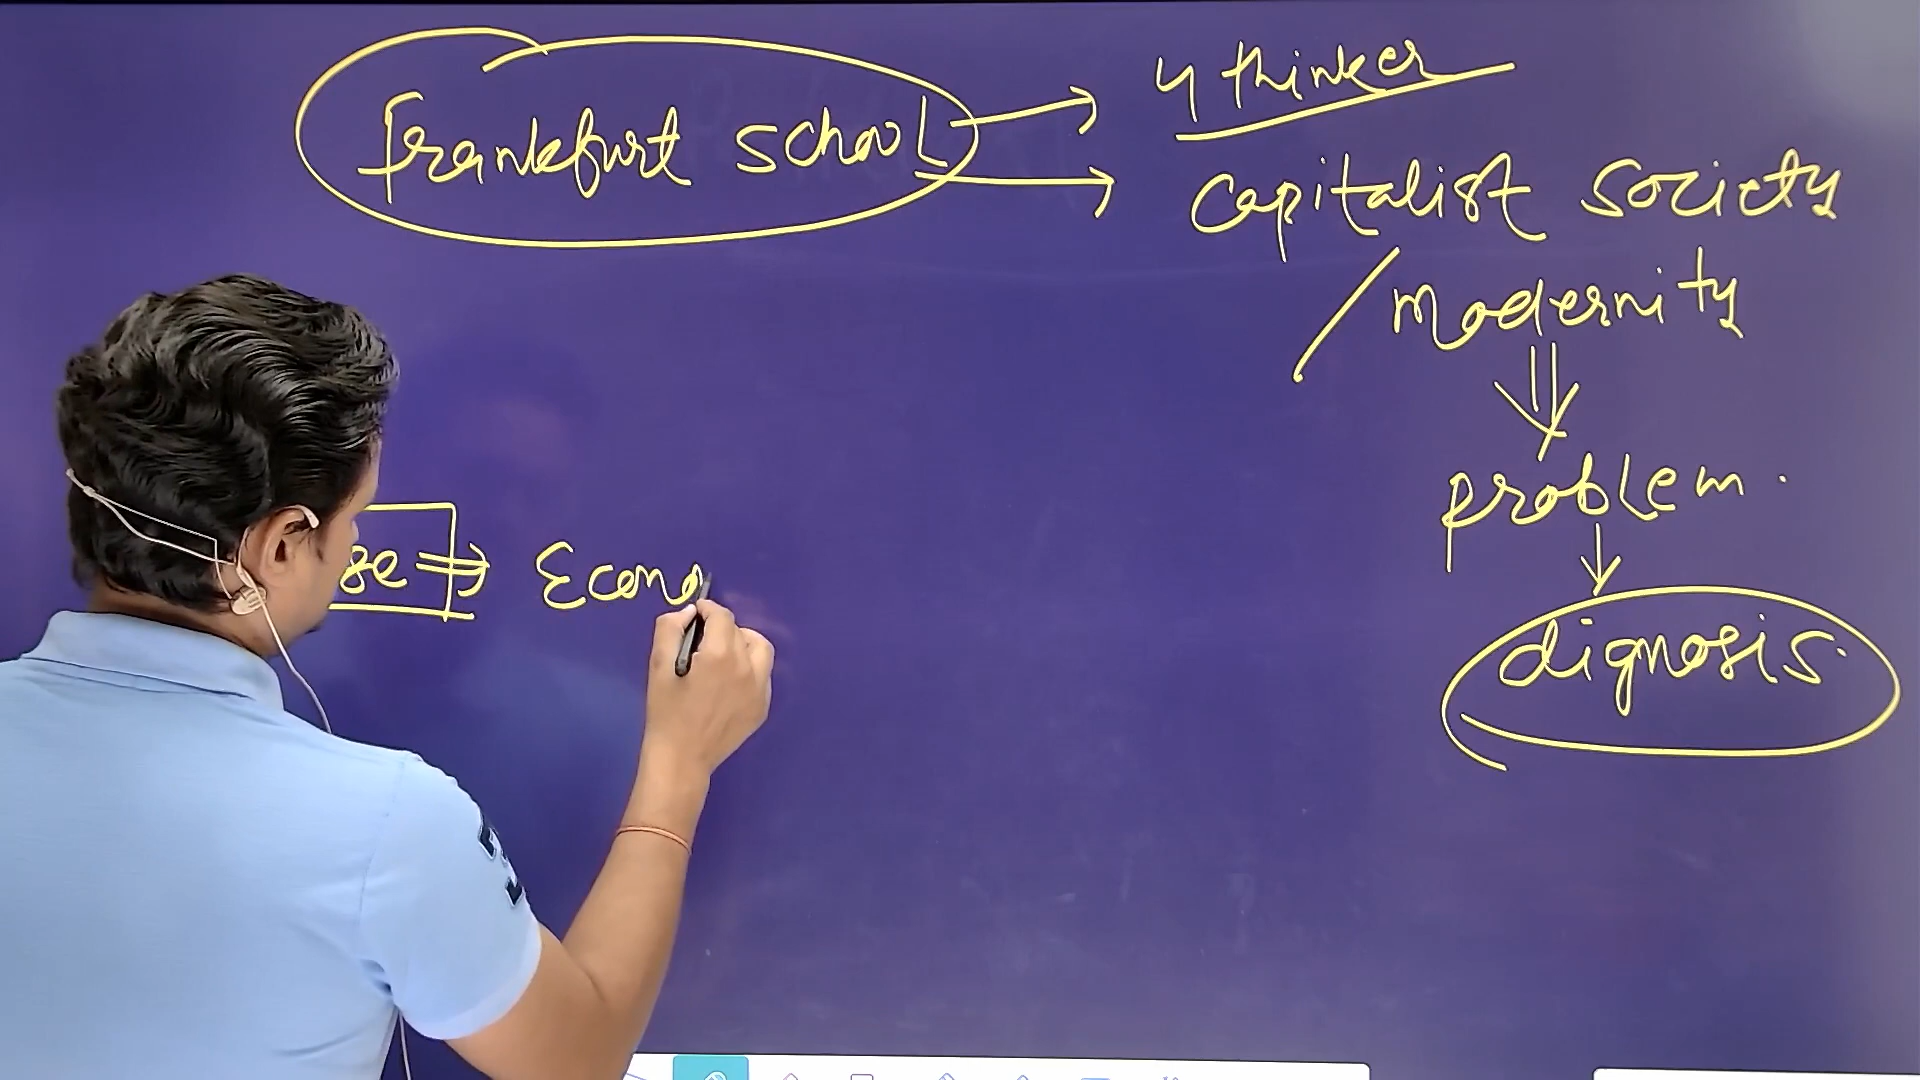 Frankfurt School → 4 thinker
→ capitalist society
/ modernity
problem.
dignosis.
se ⇒ Econo